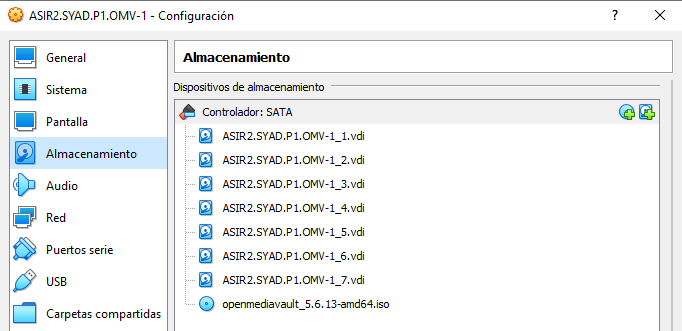 ASIR2.SYAD.P1.OMV-1 - Configuración
?
General
Sistema
Pantalla
Almacenamiento
Audio
Red
Puertos serie
USB
Carpetas compartidas
Almacenamiento
Dispositivos de almacenamiento
Controlador: SATA
ASIR2.SYAD.P1.OMV-1_1.vdi
ASIR2.SYAD.P1.OMV-1_2.vdi
ASIR2.SYAD.P1.OMV-1_3.vdi
ASIR2.SYAD.P1.OMV-1_4.vdi
ASIR2.SYAD.P1.OMV-1_5.vdi
ASIR2.SYAD.P1.OMV-1_6.vdi
ASIR2.SYAD.P1.OMV-1_7.vdi
openmediavault_5.6.13-amd64.iso